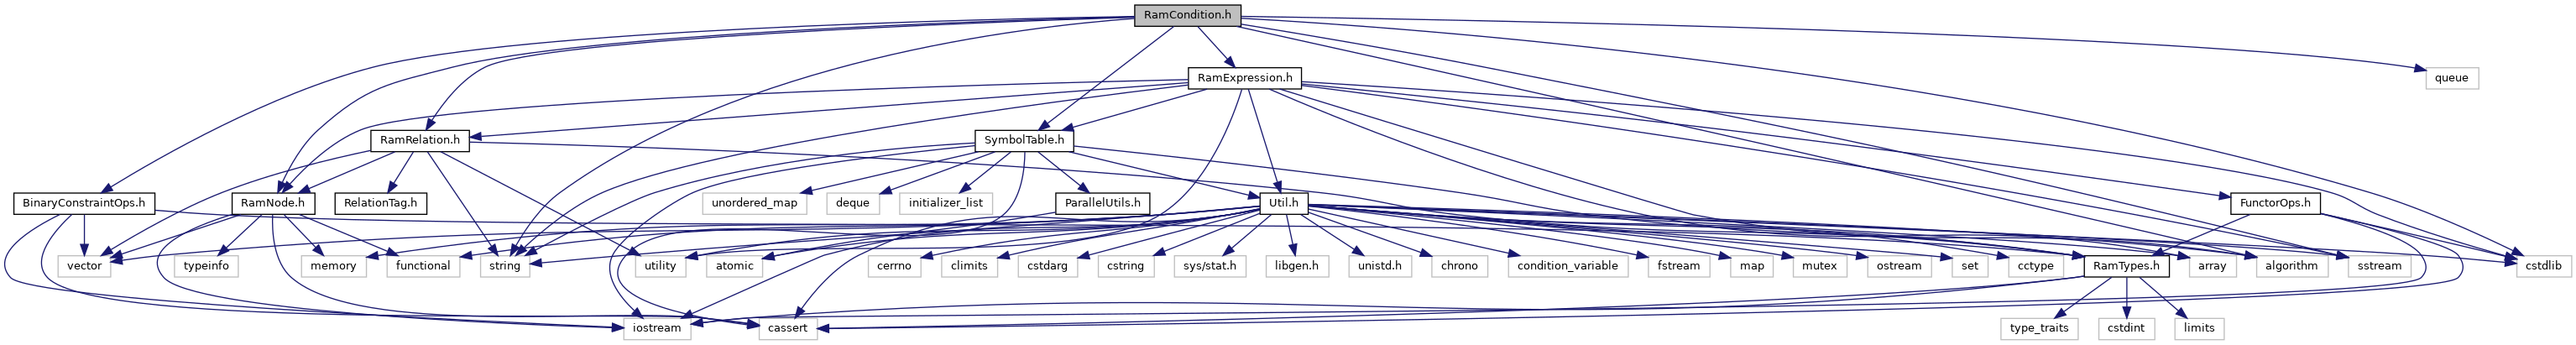 RamCondition.h
RamExpression.h
queue
RamRelation.h
SymbolTable.h
BinaryConstraintOps.h
RamNode.h
RelationTag.h
unordered_map
deque
initializer_list
ParallelUtils.h
Util.h
FunctorOps.h
vector
typeinfo
memory
functional
string
utility
atomic
cerrno
climits
cstdarg
cstring
sys/stat.h
libgen.h
unistd.h
chrono
condition_variable
fstream
map
mutex
ostream
set
cctype
RamTypes.h
array
algorithm
sstream
cstdlib
iostream
cassert
type_traits
cstdint
limits